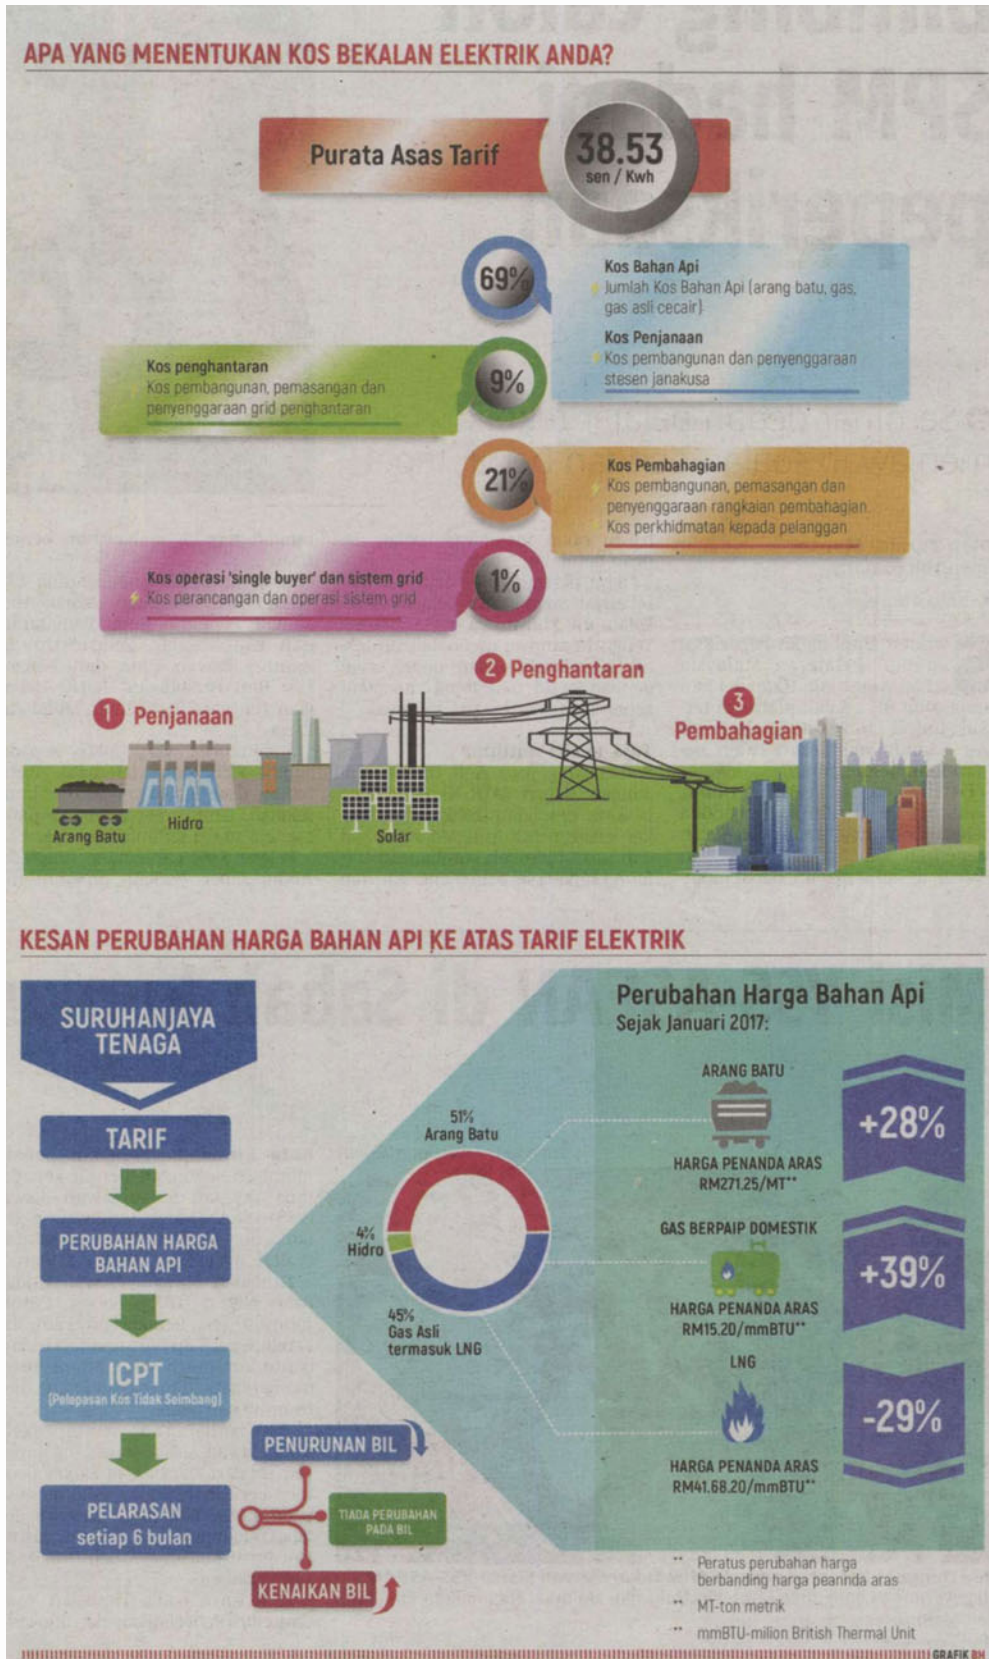 APA YANG MENENTUKAN KOS BEKALAN ELEKTRIK ANDA?
Purata Asas Tarif
38.53
sen / Kwh
69%
Kos Bahan Api
Jumlah Kos Bahan Api (arang batu, gas,
gas asli cecair)
Kos Penjanaan
Kos pembangunan dan penyenggaraan
stesen janakusa
Kos penghantaran
Kos pembangunan, pemasangan dan
penyenggaraan grid penghantaran
9%
21%
Kos Pembahagian
Kos pembangunan, pemasangan dan
penyenggaraan rangkaian pembahagian
Kos perkhidmatan kepada pelanggan
Kos operasi 'single buyer' dan sistem grid
Kos perancangan dan operasi sistem grid
1%
1 Penjanaan
2 Penghantaran
3
Pembahagian
Arang Batu
Hidro
Solar
KESAN PERUBAHAN HARGA BAHAN API KE ATAS TARIF ELEKTRIK
SURUHANJAYA
TENAGA
TARIF
PERUBAHAN HARGA
BAHAN API
ICPT
(Pelepasan Kos Tidak Seimbang)
PELARASAN
setiap 6 bulan
PENURUNAN BIL
TIADA PERUBAHAN
PADA BIL
KENAIKAN BIL
51%
Arang Batu
4%
Hidro
45%
Gas Asli
termasuk LNG
Perubahan Harga Bahan Api
Sejak Januari 2017:
ARANG BATU
HARGA PENANDA ARAS
RM271.25/MT**
+28%
GAS BERPAIP DOMESTIK
HARGA PENANDA ARAS
RM15.20/mmBTU**
+39%
LNG
HARGA PENANDA ARAS
RM41.68.20/mmBTU**
-29%
** Peratus perubahan harga
berbanding harga peannda aras
** MT-ton metrik
** mmBTU-milion British Thermal Unit
GRAFIK BH